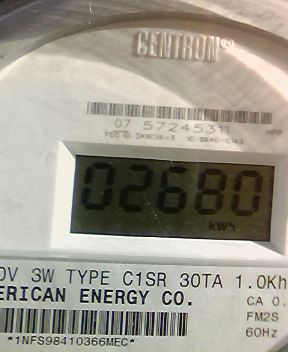 CENTRON®
07 57245311
02680
kWh
0V 3W TYPE C1SR 30TA 1.0Kh
ERICAN ENERGY CO.
CA 0.
FM2S
60Hz
*1NFS98410366MEC*